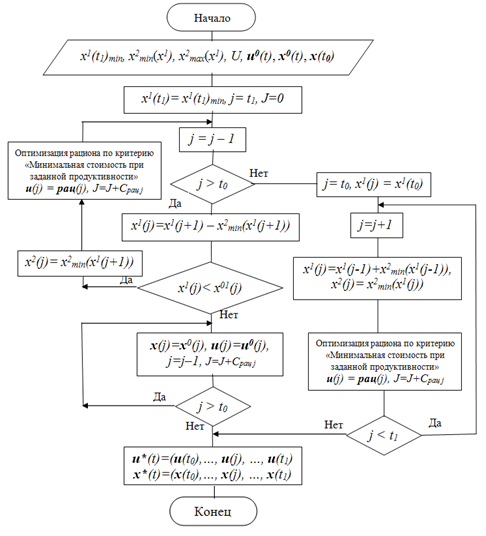 Начало
x¹(t₁)min, x²min(x¹), x²max(x¹), U, u⁰(t), x⁰(t), x(t₀)
x¹(t₁)= x¹(t₁)min, j= t₁, J=0
j = j – 1
Оптимизация рациона по критерию
«Минимальная стоимость при
заданной продуктивности»
u(j) = рац(j), J=J+Cрац j
j > t₀
Нет
Да
j= t₀, x¹(j) = x¹(t₀)
x¹(j)=x¹(j+1) – x²min(x¹(j+1))
j=j+1
x²(j)= x²min(x¹(j+1))
Да
x¹(j)< x⁰¹(j)
Нет
x¹(j)=x¹(j-1)+x²min(x¹(j-1)),
x²(j)= x²min(x¹(j))
x(j)=x⁰(j), u(j)=u⁰(j),
j=j–1, J=J+Cрац j
Оптимизация рациона по критерию
«Минимальная стоимость при
заданной продуктивности»
u(j) = рац(j), J=J+Cрац j
Да
j > t₀
Нет
Нет
j < t₁
Да
u*(t)=(u(t₀),..., u(j), ..., u(t₁)
x*(t)=(x(t₀),..., x(j), ..., x(t₁)
Конец